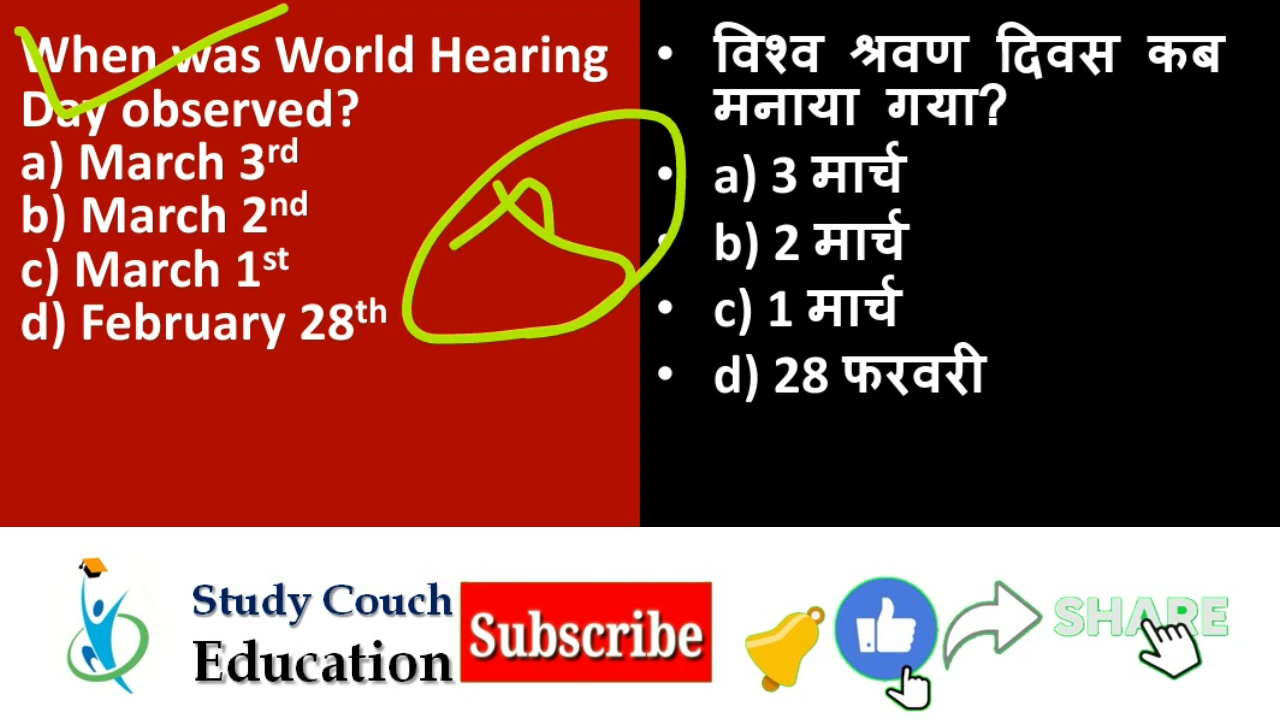 When was World Hearing
Day observed?
a) March 3rd
b) March 2nd
c) March 1st
d) February 28th
• विश्व श्रवण दिवस कब
मनाया गया?
• a) 3 मार्च
• b) 2 मार्च
• c) 1 मार्च
• d) 28 फरवरी
Study Couch
Education
Subscribe
SHARE